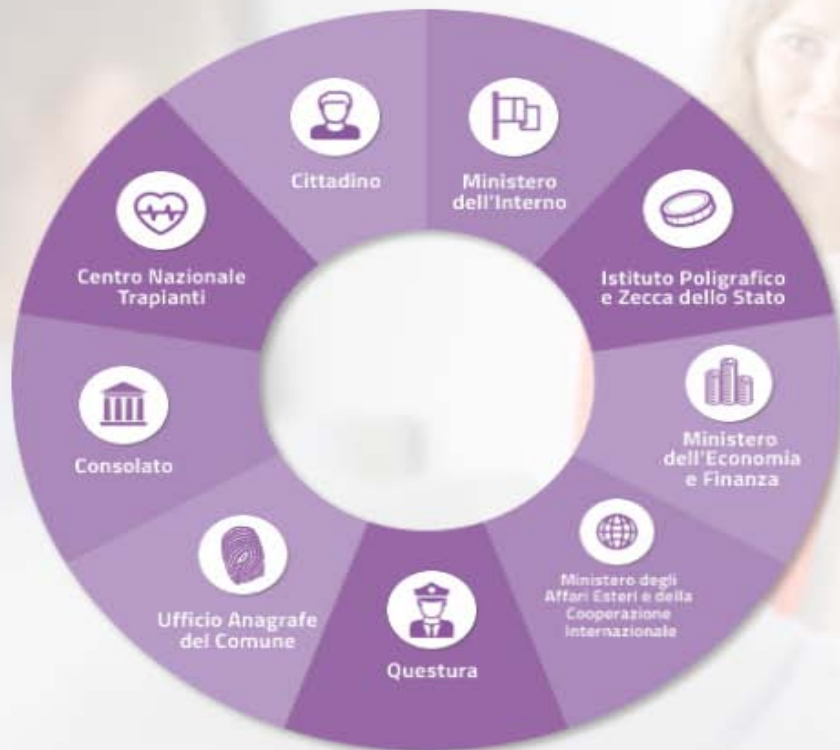 Cittadino
Ministero
dell'Interno
Istituto Poligrafico
e Zecca dello Stato
Ministero
dell'Economia
e Finanza
Ministero degli
Affari Esteri e della
Cooperazione
Internazionale
Questura
Ufficio Anagrafe
del Comune
Consolato
Centro Nazionale
Trapianti